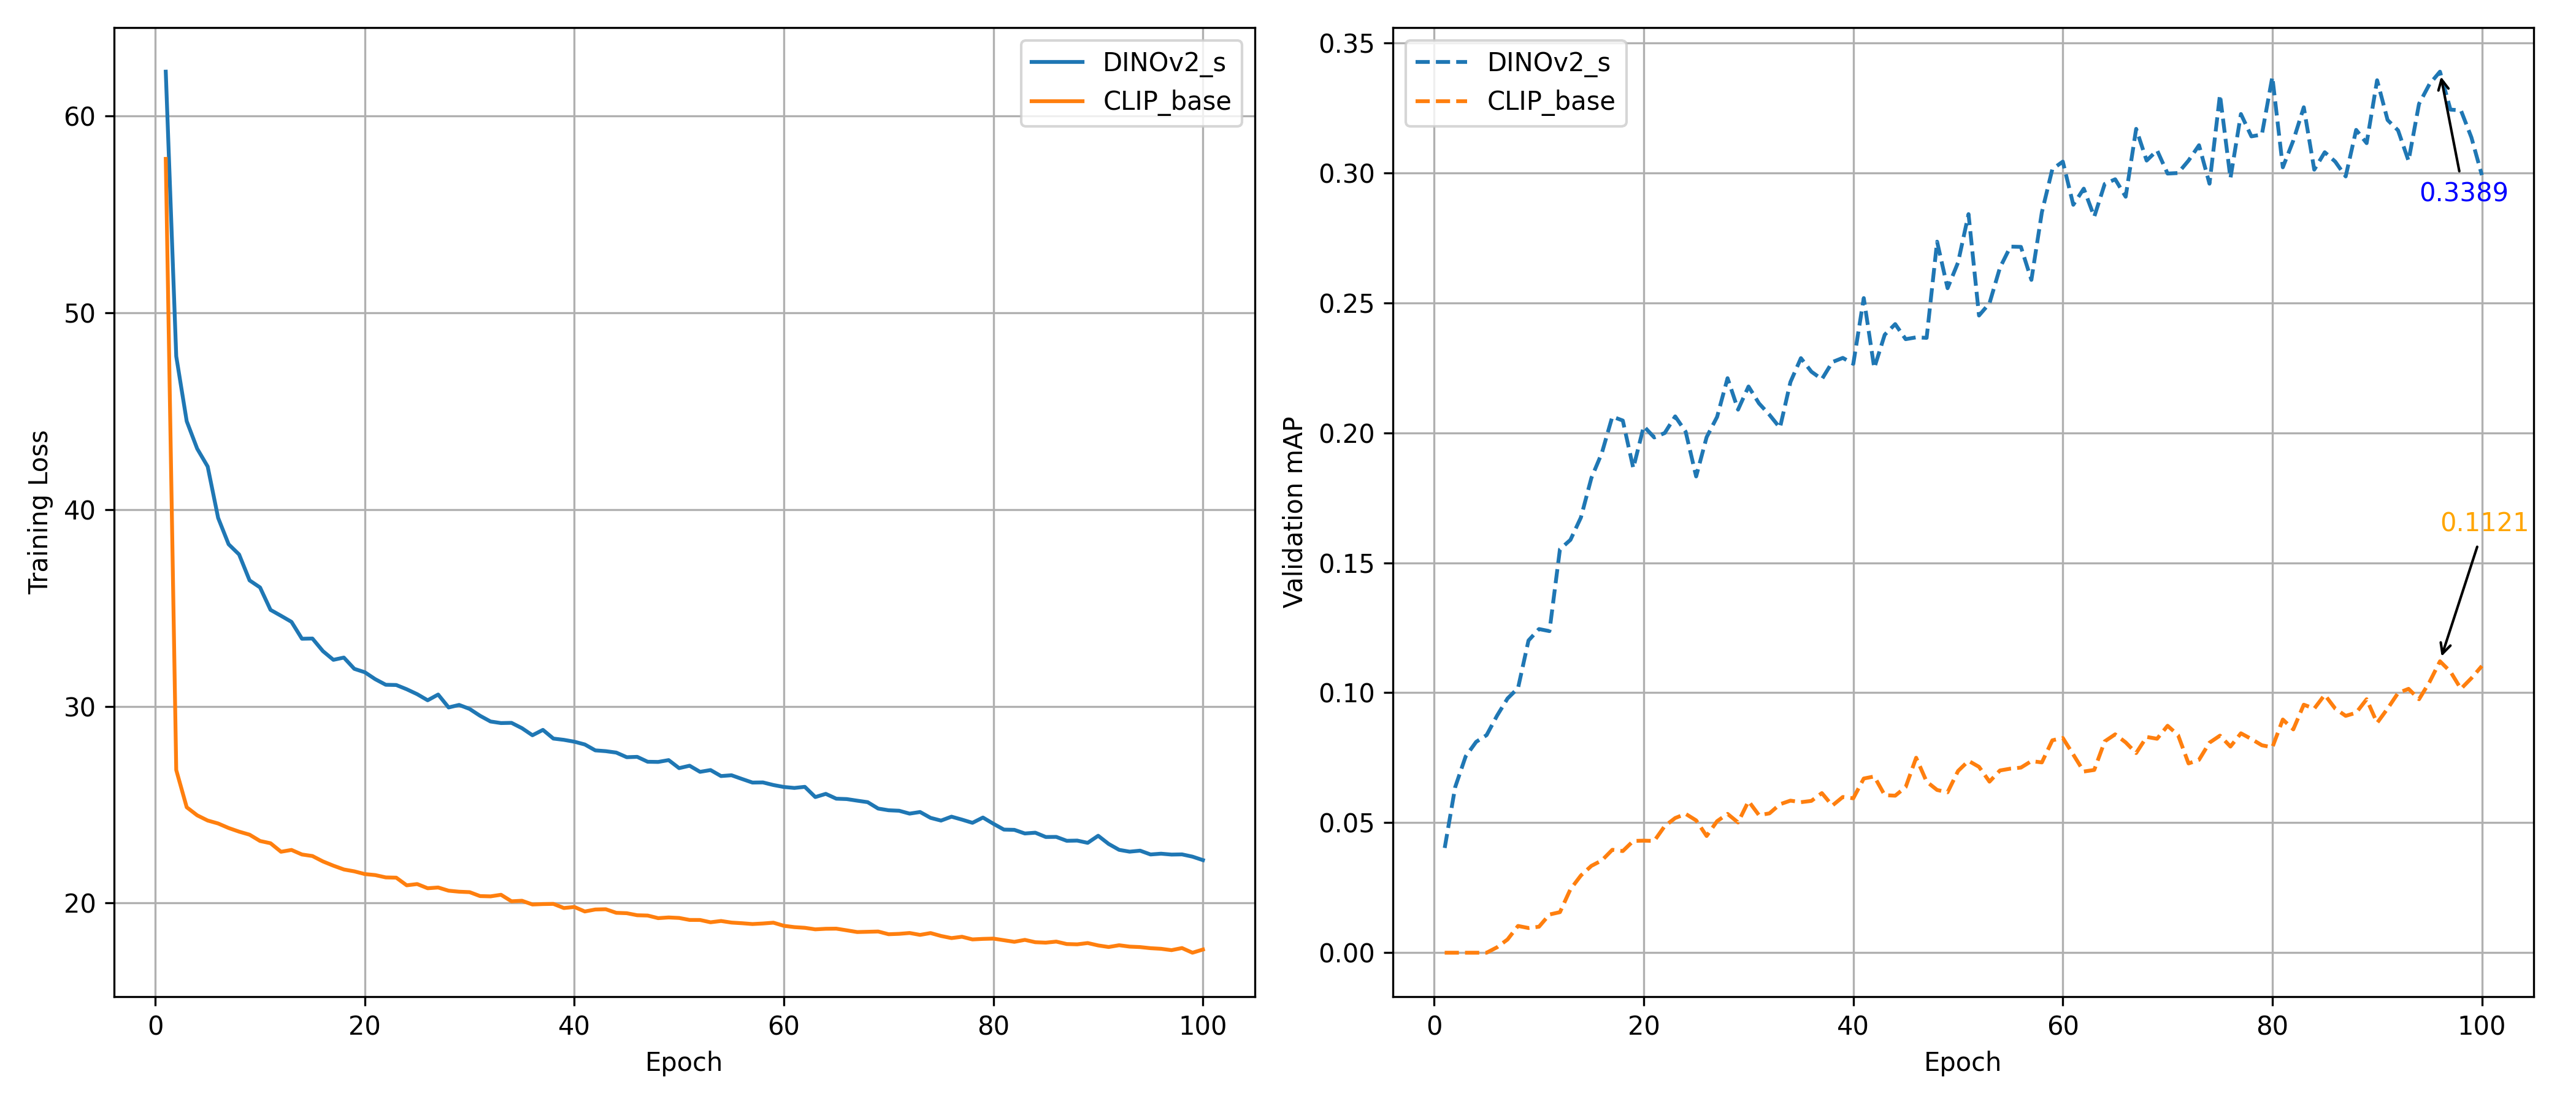 DINOv2_s
CLIP_base
60
50
40
30
20
Training Loss
0 20 40 60 80 100
Epoch
DINOv2_s
CLIP_base
0.35
0.30
0.25
0.20
0.15
0.10
0.05
0.00
Validation mAP
0.3389
0.1121
0 20 40 60 80 100
Epoch